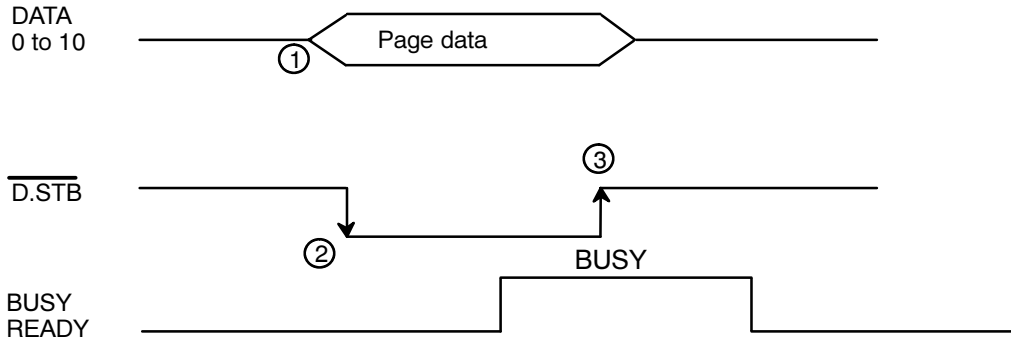 DATA
0 to 10
Page data
1
3
D.STB
2
BUSY
BUSY
READY